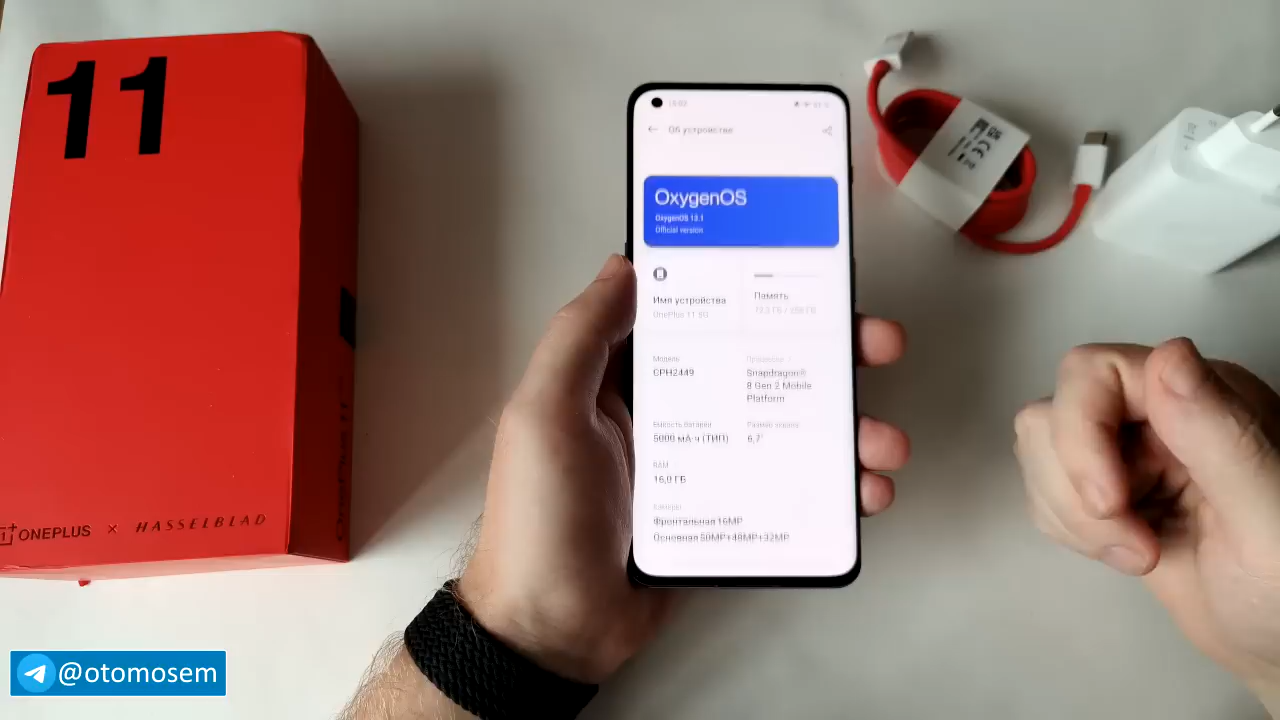 11
ONEPLUS × HASSELBLAD
Об устройстве
OxygenOS
OxygenOS 13.1
Official version
Имя устройства
OnePlus 11 5G
Память
Модель
CPH2449
Snapdragon®
8 Gen 2 Mobile
Platform
Емкость батареи
5000 мА·ч (ТИП)
Размер экрана
6,7"
RAM
16,0 ГБ
Камеры
Фронтальная 16MP
Основная 50MP+48MP+32MP
CE
@otomosem